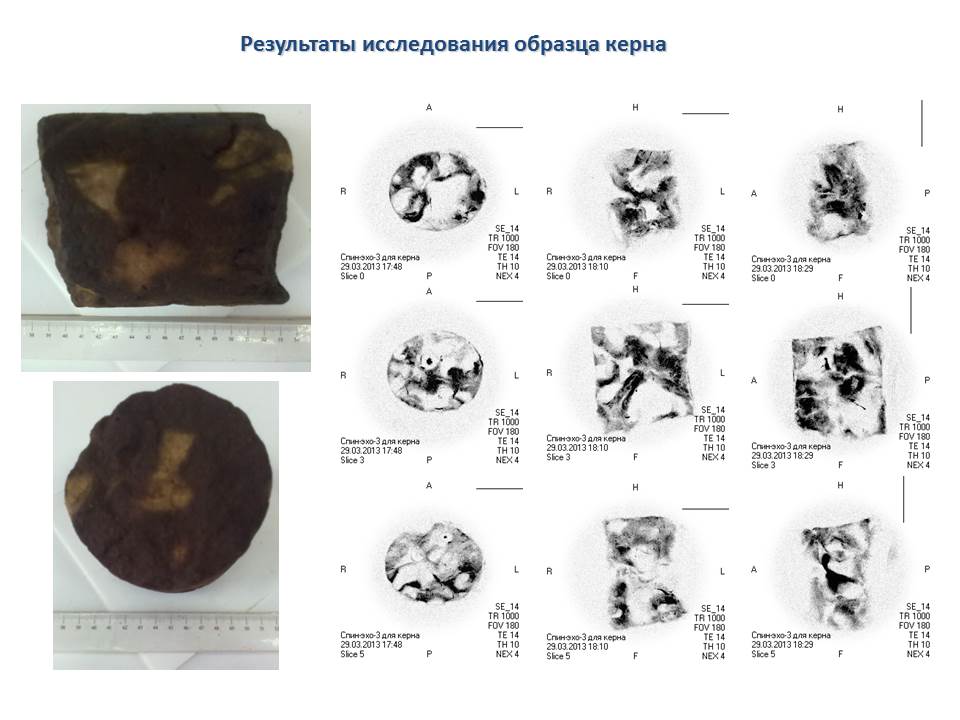 Результаты исследования образца керна
A
R
L
SE_14
TR 1000
FOV 180
TE 14
TH 10
NEX 4
Спин-эхо-3 для керна
29.03.2013 17:48
Slice 0
P
H
R
L
SE_14
TR 1000
FOV 180
TE 14
TH 10
NEX 4
Спин-эхо-3 для керна
29.03.2013 18:10
Slice 0
F
H
A
P
SE_14
TR 1000
FOV 180
TE 14
TH 10
NEX 4
Спин-эхо-3 для керна
29.03.2013 18:29
Slice 0
F
A
R
L
SE_14
TR 1000
FOV 180
TE 14
TH 10
NEX 4
Спин-эхо-3 для керна
29.03.2013 17:48
Slice 3
P
H
R
L
SE_14
TR 1000
FOV 180
TE 14
TH 10
NEX 4
Спин-эхо-3 для керна
29.03.2013 18:10
Slice 3
F
H
A
P
SE_14
TR 1000
FOV 180
TE 14
TH 10
NEX 4
Спин-эхо-3 для керна
29.03.2013 18:29
Slice 3
F
A
R
L
SE_14
TR 1000
FOV 180
TE 14
TH 10
NEX 4
Спин-эхо-3 для керна
29.03.2013 17:48
Slice 5
P
H
R
L
SE_14
TR 1000
FOV 180
TE 14
TH 10
NEX 4
Спин-эхо-3 для керна
29.03.2013 18:10
Slice 5
F
H
A
P
SE_14
TR 1000
FOV 180
TE 14
TH 10
NEX 4
Спин-эхо-3 для керна
29.03.2013 18:29
Slice 5
F